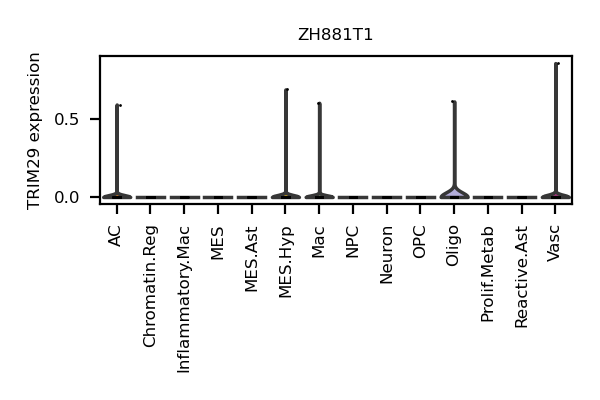 ZH881T1
TRIM29 expression
0.5
0.0
AC
Chromatin.Reg
Inflammatory.Mac
MES
MES.Ast
MES.Hyp
Mac
NPC
Neuron
OPC
Oligo
Prolif.Metab
Reactive.Ast
Vasc